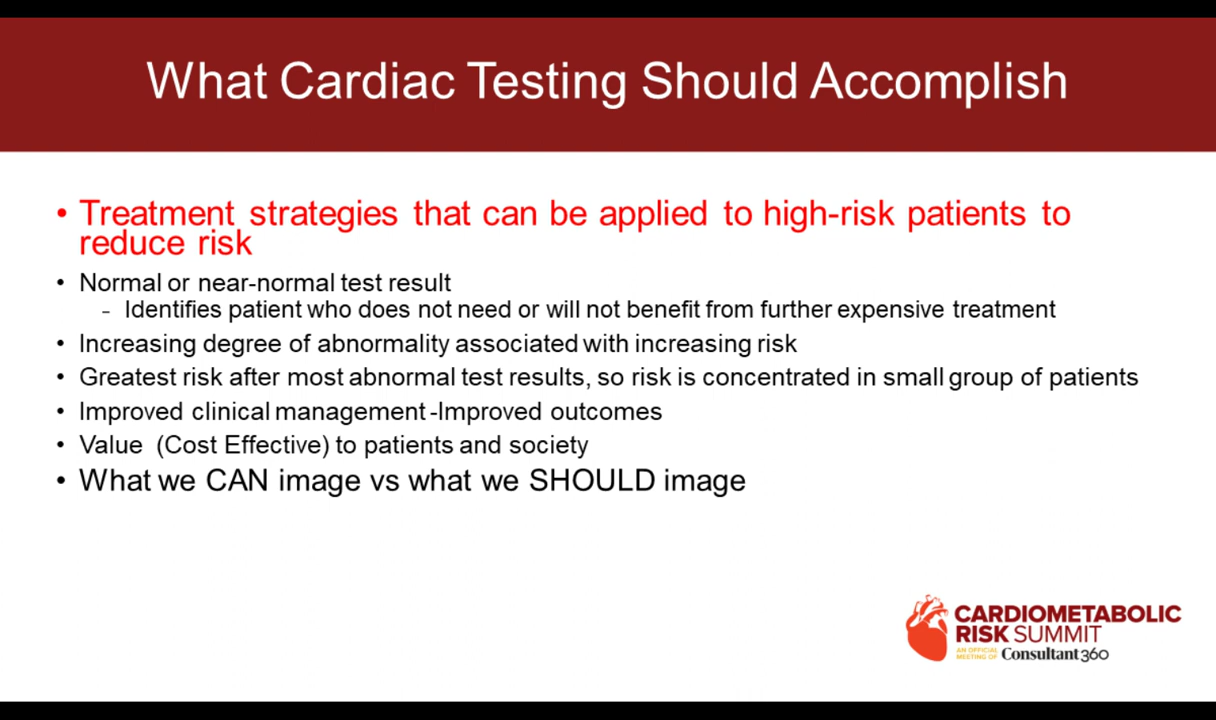 What Cardiac Testing Should Accomplish
• Treatment strategies that can be applied to high-risk patients to
reduce risk
• Normal or near-normal test result
- Identifies patient who does not need or will not benefit from further expensive treatment
• Increasing degree of abnormality associated with increasing risk
• Greatest risk after most abnormal test results, so risk is concentrated in small group of patients
• Improved clinical management -Improved outcomes
• Value (Cost Effective) to patients and society
• What we CAN image vs what we SHOULD image
CARDIOMETABOLIC
RISK SUMMIT
AN OFFICIAL
MEETING OF Consultant360